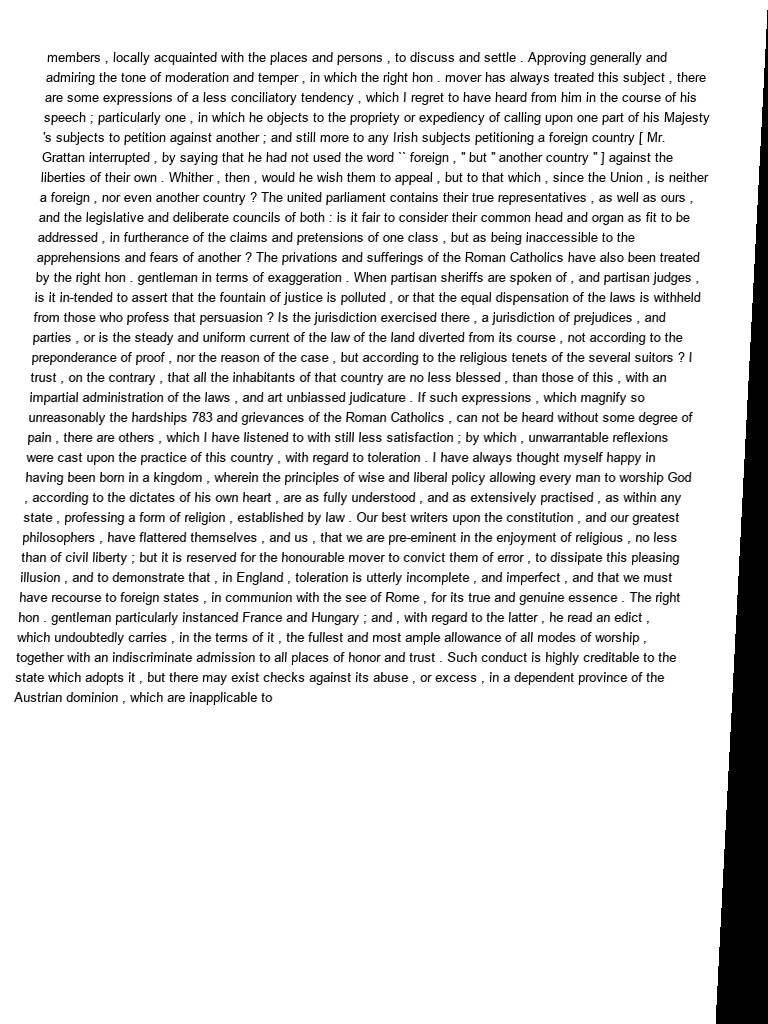 members , locally acquainted with the places and persons , to discuss and settle . Approving generally and
admiring the tone of moderation and temper , in which the right hon . mover has always treated this subject , there
are some expressions of a less conciliatory tendency , which I regret to have heard from him in the course of his
speech ; particularly one , in which he objects to the propriety or expediency of calling upon one part of his Majesty
's subjects to petition against another ; and still more to any Irish subjects petitioning a foreign country [ Mr.
Grattan interrupted , by saying that he had not used the word `` foreign , " but " another country " ] against the
liberties of their own . Whither , then , would he wish them to appeal , but to that which , since the Union , is neither
a foreign , nor even another country ? The united parliament contains their true representatives , as well as ours ,
and the legislative and deliberate councils of both : is it fair to consider their common head and organ as fit to be
addressed , in furtherance of the claims and pretensions of one class , but as being inaccessible to the
apprehensions and fears of another ? The privations and sufferings of the Roman Catholics have also been treated
by the right hon . gentleman in terms of exaggeration . When partisan sheriffs are spoken of , and partisan judges ,
is it in-tended to assert that the fountain of justice is polluted , or that the equal dispensation of the laws is withheld
from those who profess that persuasion ? Is the jurisdiction exercised there , a jurisdiction of prejudices , and
parties , or is the steady and uniform current of the law of the land diverted from its course , not according to the
preponderance of proof , nor the reason of the case , but according to the religious tenets of the several suitors ? I
trust , on the contrary , that all the inhabitants of that country are no less blessed , than those of this , with an
impartial administration of the laws , and art unbiassed judicature . If such expressions , which magnify so
unreasonably the hardships 783 and grievances of the Roman Catholics , can not be heard without some degree of
pain , there are others , which I have listened to with still less satisfaction ; by which , unwarrantable reflexions
were cast upon the practice of this country , with regard to toleration . I have always thought myself happy in
having been born in a kingdom , wherein the principles of wise and liberal policy allowing every man to worship God
, according to the dictates of his own heart , are as fully understood , and as extensively practised , as within any
state , professing a form of religion , established by law . Our best writers upon the constitution , and our greatest
philosophers , have flattered themselves , and us , that we are pre-eminent in the enjoyment of religious , no less
than of civil liberty ; but it is reserved for the honourable mover to convict them of error , to dissipate this pleasing
illusion , and to demonstrate that , in England , toleration is utterly incomplete , and imperfect , and that we must
have recourse to foreign states , in communion with the see of Rome , for its true and genuine essence . The right
hon . gentleman particularly instanced France and Hungary ; and , with regard to the latter , he read an edict ,
which undoubtedly carries , in the terms of it , the fullest and most ample allowance of all modes of worship ,
together with an indiscriminate admission to all places of honor and trust . Such conduct is highly creditable to the
state which adopts it , but there may exist checks against its abuse , or excess , in a dependent province of the
Austrian dominion , which are inapplicable to